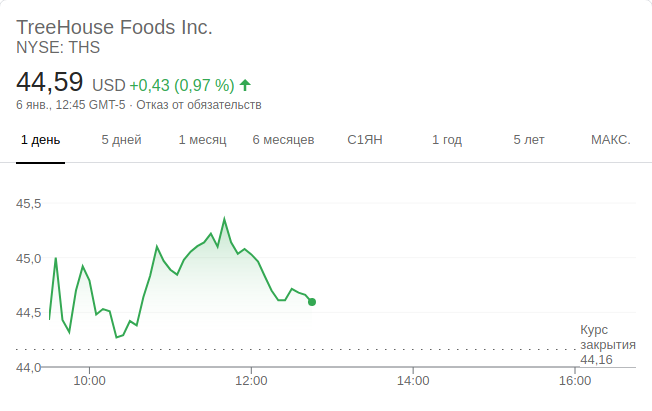 TreeHouse Foods Inc.
NYSE: THS
44,59 USD +0,43 (0,97 %)
6 янв., 12:45 GMT-5 · Отказ от обязательств
1 день 5 дней 1 месяц 6 месяцев С1ЯН 1 год 5 лет МАКС.
45,5
45,0
44,5
Курс
закрытия
44,16
44,0
10:00 12:00 14:00 16:00